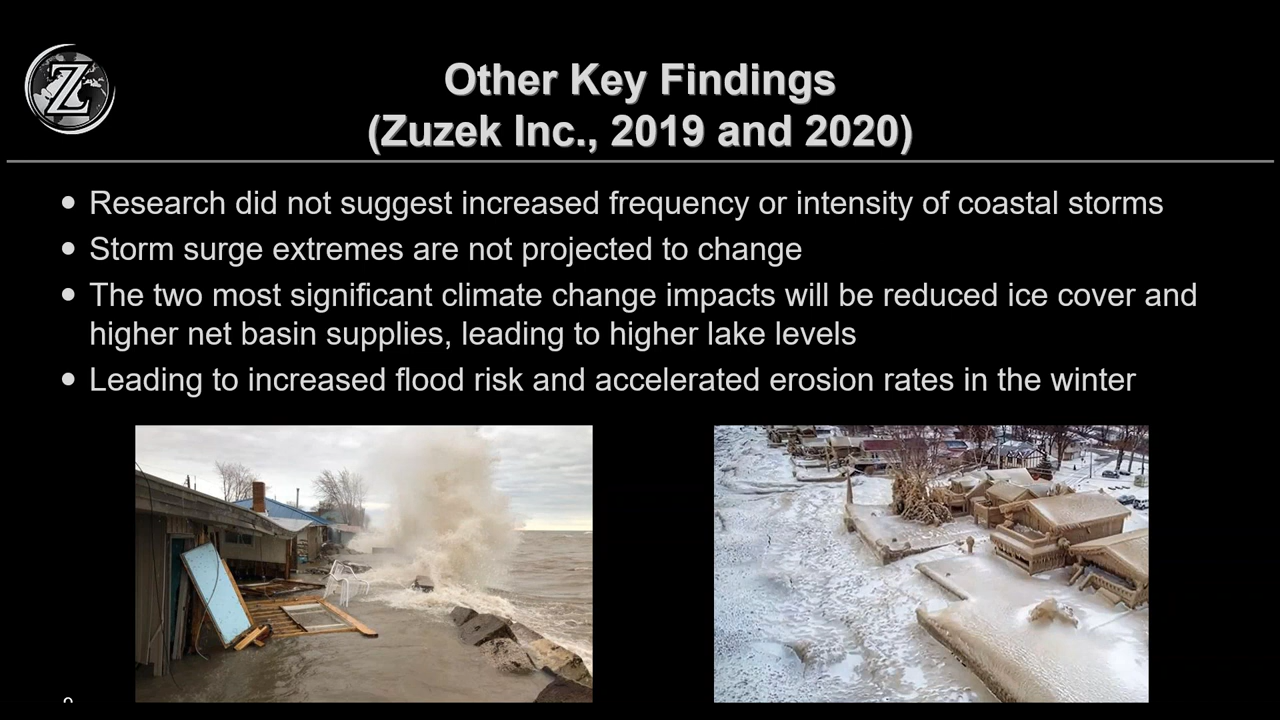 Z
Other Key Findings
(Zuzek Inc., 2019 and 2020)
● Research did not suggest increased frequency or intensity of coastal storms
● Storm surge extremes are not projected to change
● The two most significant climate change impacts will be reduced ice cover and
higher net basin supplies, leading to higher lake levels
● Leading to increased flood risk and accelerated erosion rates in the winter